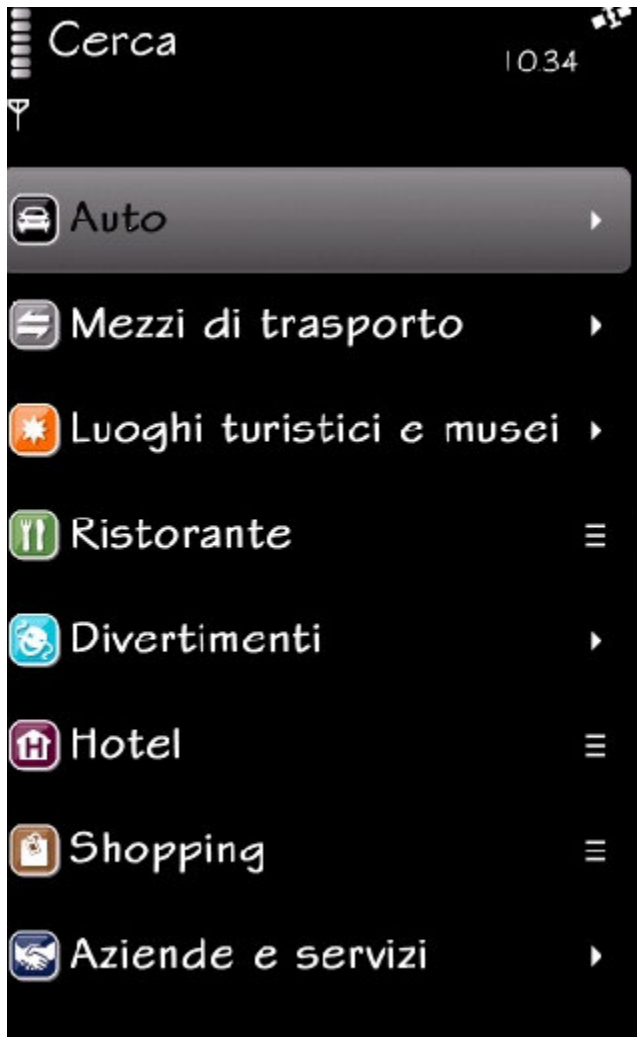 Cerca
10.34
Auto
Mezzi di trasporto
Luoghi turistici e musei
Ristorante
Divertimenti
Hotel
Shopping
Aziende e servizi